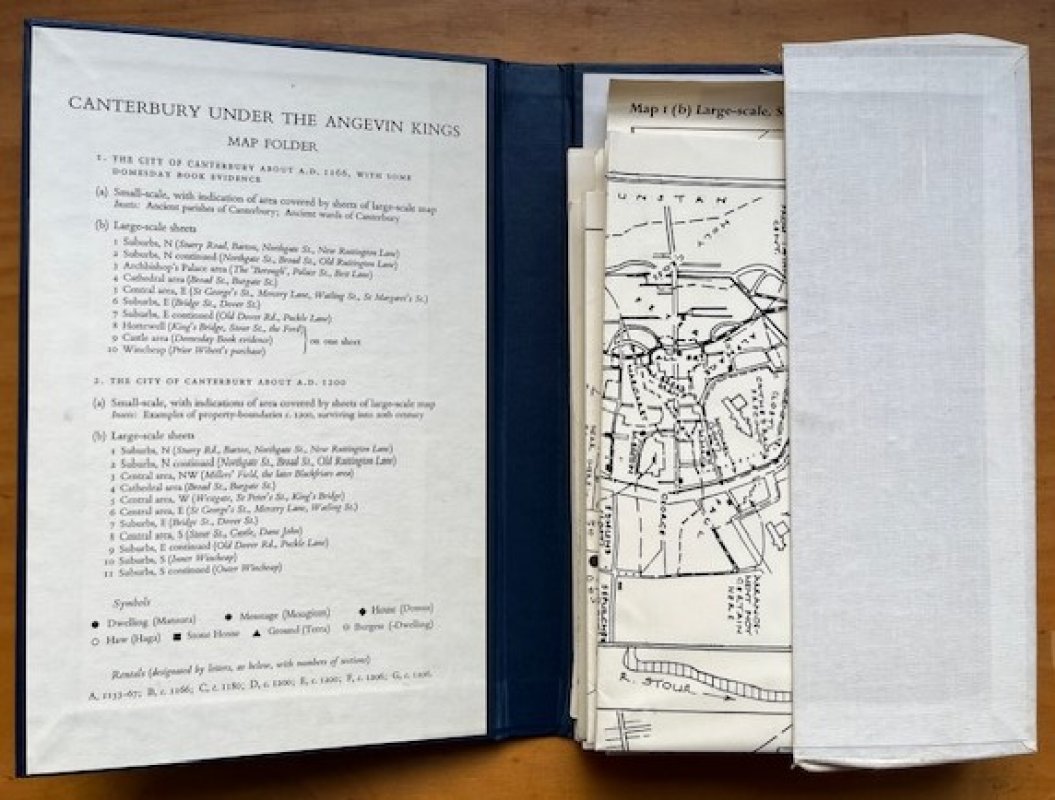 CANTERBURY UNDER THE ANGEVIN KINGS
MAP FOLDER
1. THE CITY OF CANTERBURY ABOUT A.D. 1166, WITH SOME
DOMESDAY BOOK EVIDENCE
(a) Small-scale, with indication of area covered by sheets of large-scale map
Insets: Ancient parishes of Canterbury; Ancient wards of Canterbury
(b) Large-scale sheets
1 Suburbs, N (Sturry Road, Barton, Northgate St., New Ruttington Lane)
2 Suburbs, N continued (Northgate St., Broad St., Old Ruttington Lane)
3 Archbishop's Palace area (The 'Borough', Palace St., Best Lane)
4 Cathedral area (Broad St., Burgate St.)
5 Central area, E (St George's St., Mercery Lane, Watling St., St Margaret's St.)
6 Suburbs, E (Bridge St., Dover St.)
7 Suburbs, E continued (Old Dover Rd., Puckle Lane)
8 Hottewell (King's Bridge, Stour St., the Ford)
9 Castle area (Domesday Book evidence)
10 Wincheap (Prior Wibert's purchase)
on one sheet
2. THE CITY OF CANTERBURY ABOUT A.D. 1200
(a) Small-scale, with indications of area covered by sheets of large-scale map
Insets: Examples of property-boundaries c. 1200, surviving into 20th century
(b) Large-scale sheets
1 Suburbs, N (Sturry Rd., Barton, Northgate St., New Ruttington Lane)
2 Suburbs, N continued (Northgate St., Broad St., Old Ruttington Lane)
3 Central area, NW (Millers' Field, the later Blackfriars area)
4 Cathedral area (Broad St., Burgate St.)
5 Central area, W (Westgate, St Peter's St., King's Bridge)
6 Central area, E (St George's St., Mercery Lane, Watling St.)
7 Suburbs, E (Bridge St., Dover St.)
8 Central area, S (Stour St., Castle, Dane John)
9 Suburbs, E continued (Old Dover Rd., Puckle Lane)
10 Suburbs, S (Inner Wincheap)
11 Suburbs, S continued (Outer Wincheap)
Symbols
● Dwelling (Mansura) ⬢ Messuage (Mesagium) ◆ House (Domus)
○ Haw (Haga) ■ Stone House ▲ Ground (Terra) Burgess (-Dwelling)
Rentals (designated by letters, as below, with numbers of sections)
A, 1153–67; B, c. 1166; C, c. 1180; D, c. 1200; E, c. 1200; F, c. 1206; G, c. 1206.
Map 1 (b) Large-scale, S
UNSTAN
HOLY
GEORGE
ARRANGE-
MENT NOT
CERTAIN
HERE
R. STOUR